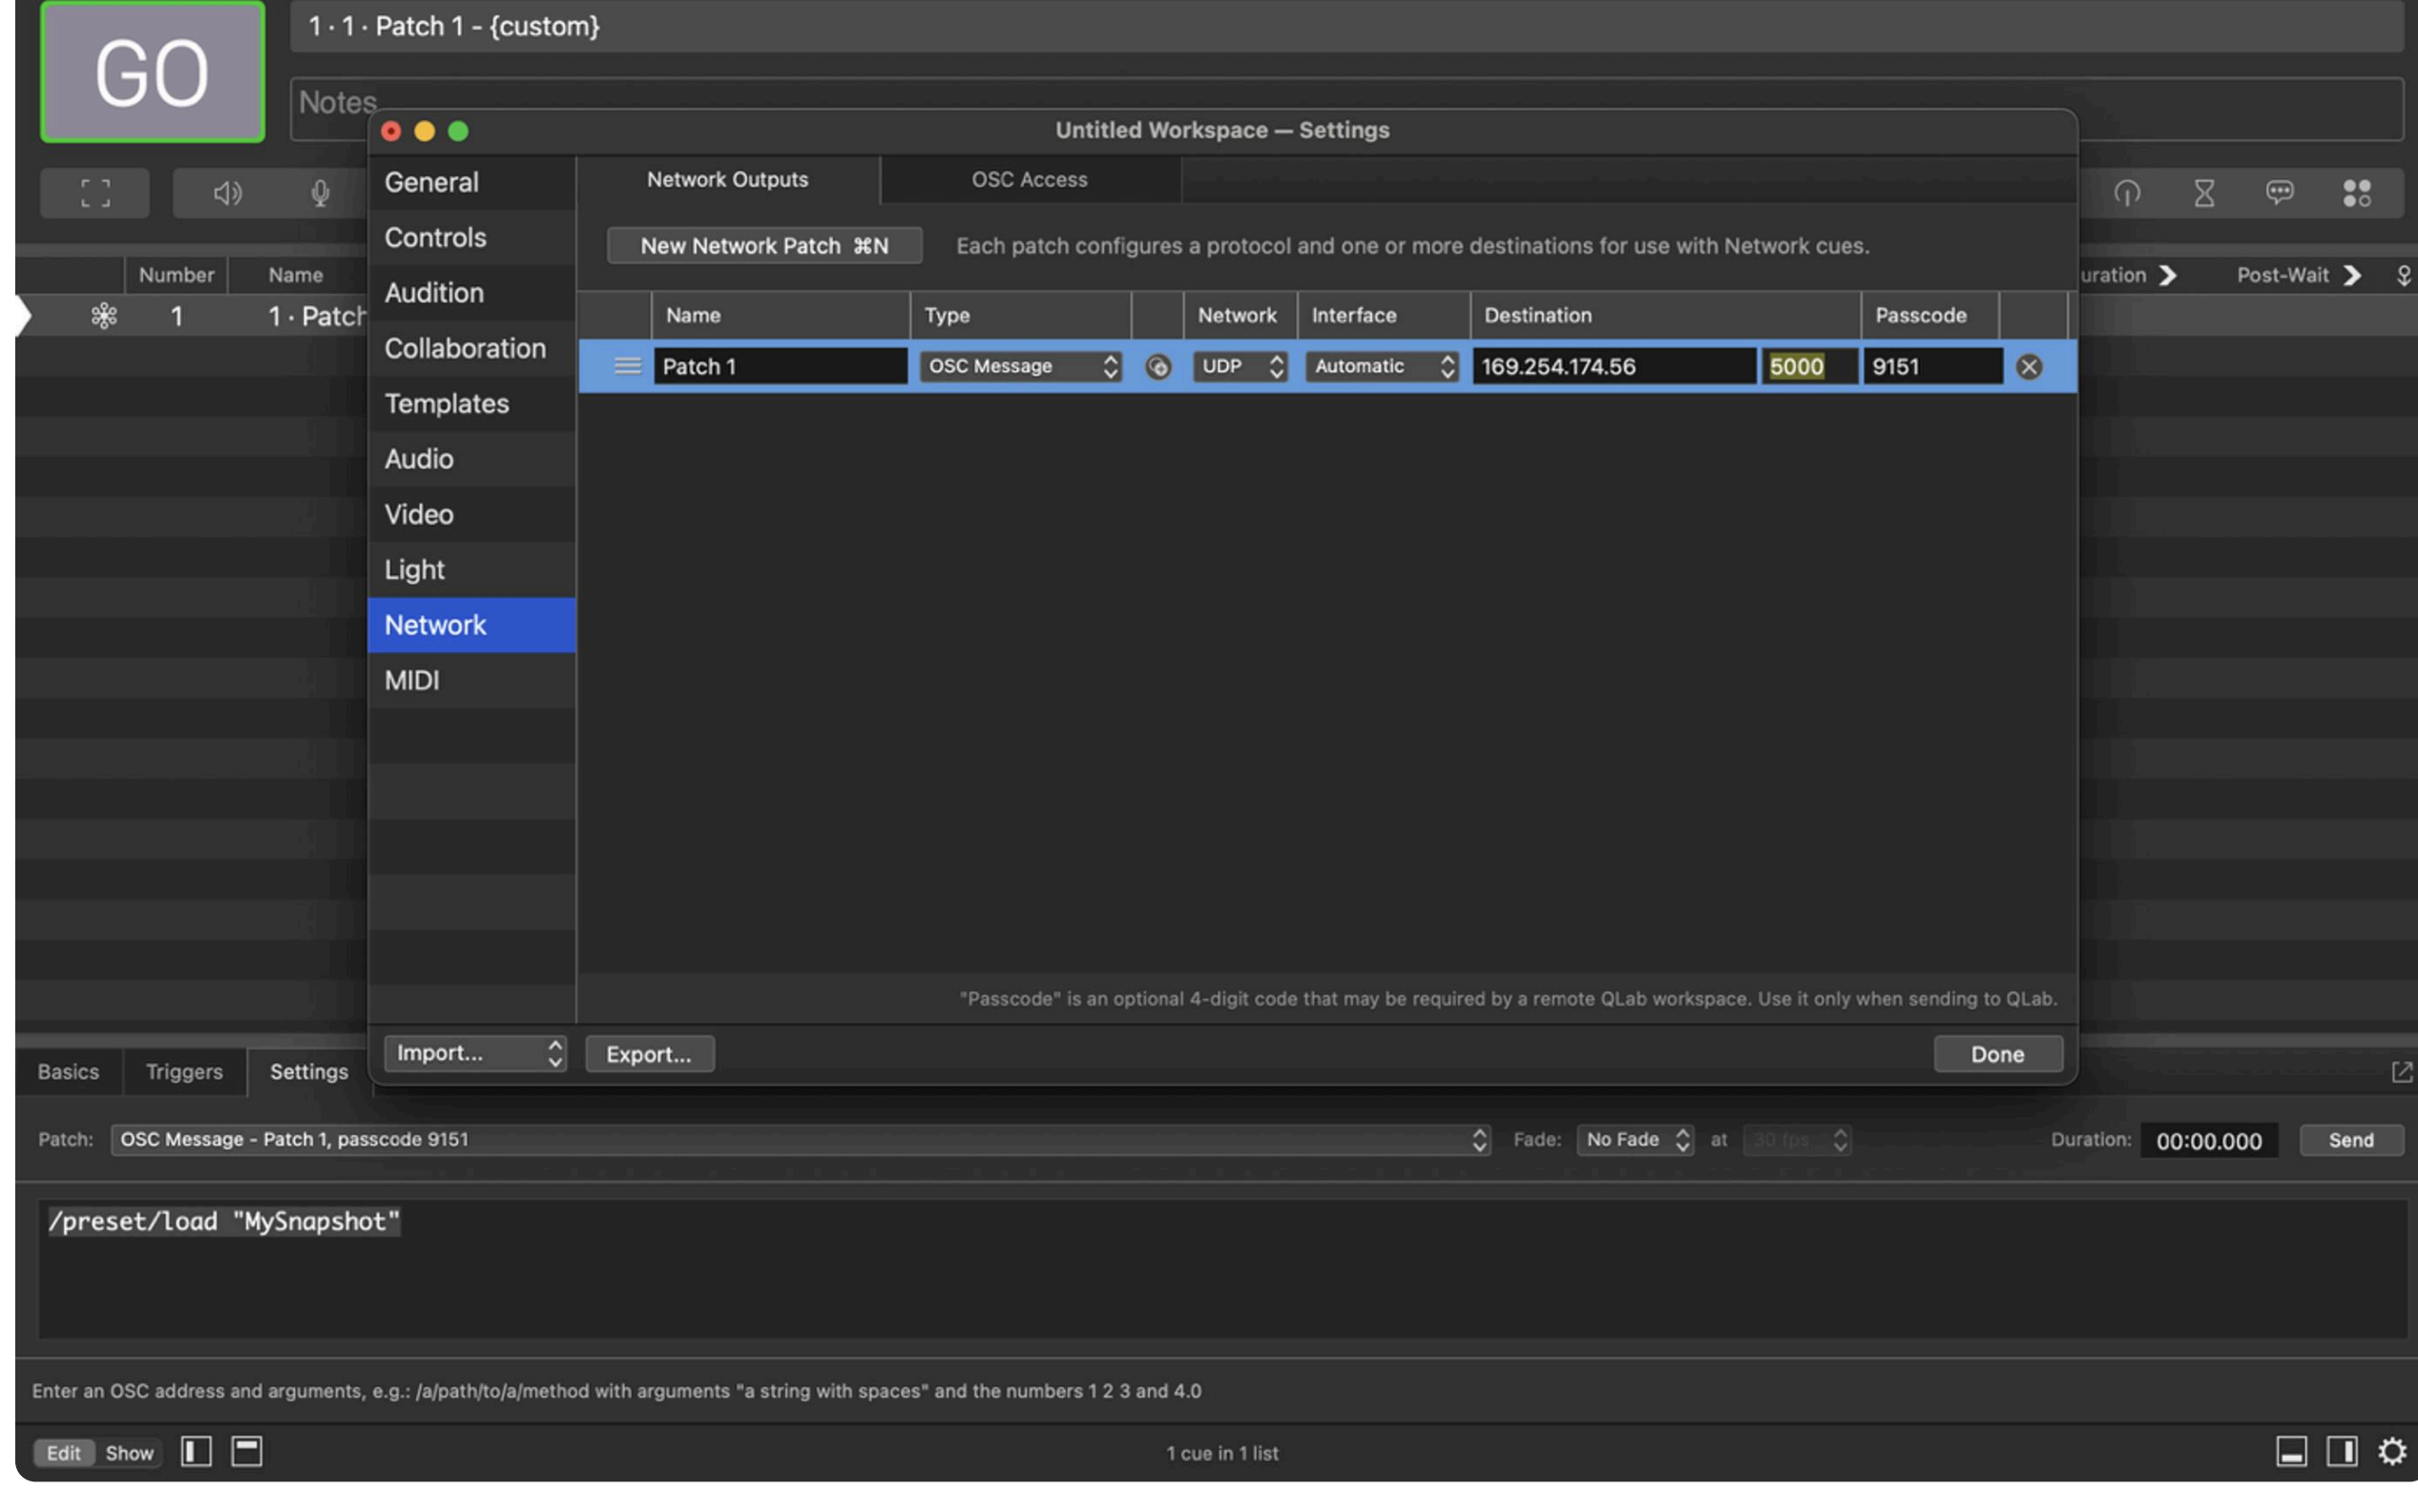 GO
1 · 1 · Patch 1 - {custom}
Notes
Untitled Workspace — Settings
General
Controls
Audition
Collaboration
Templates
Audio
Video
Light
Network
MIDI
Network Outputs
OSC Access
New Network Patch ⌘N
Each patch configures a protocol and one or more destinations for use with Network cues.
Number
Name
uration
Post-Wait
1
1 · Patch
Name
Type
Network
Interface
Destination
Passcode
Patch 1
OSC Message
UDP
Automatic
169.254.174.56
5000
9151
"Passcode" is an optional 4-digit code that may be required by a remote QLab workspace. Use it only when sending to QLab.
Import...
Export...
Done
Basics
Triggers
Settings
Patch:
OSC Message - Patch 1, passcode 9151
Fade:
No Fade
at
30 fps
Duration:
00:00.000
Send
/preset/load "MySnapshot"
Enter an OSC address and arguments, e.g.: /a/path/to/a/method with arguments "a string with spaces" and the numbers 1 2 3 and 4.0
Edit
Show
1 cue in 1 list